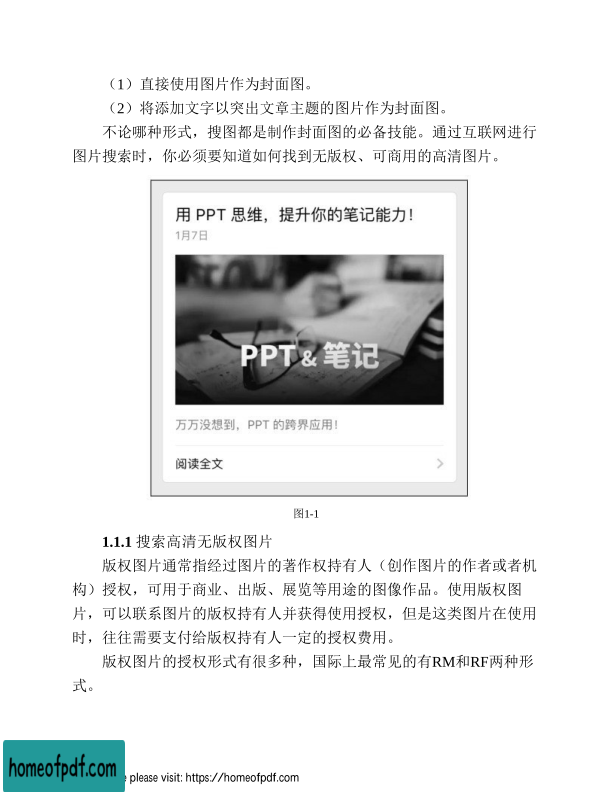 （1）直接使用图片作为封面图。
（2）将添加文字以突出文章主题的图片作为封面图。
不论哪种形式，搜图都是制作封面图的必备技能。通过互联网进行
图片搜索时，你必须要知道如何找到无版权、可商用的高清图片。
用 PPT 思维，提升你的笔记能力！
1月7日
PPT & 笔记
万万没想到，PPT 的跨界应用！
阅读全文
图1-1
1.1.1 搜索高清无版权图片
版权图片通常指经过图片的著作权持有人（创作图片的作者或者机
构）授权，可用于商业、出版、展览等用途的图像作品。使用版权图
片，可以联系图片的版权持有人并获得使用授权，但是这类图片在使用
时，往往需要支付给版权持有人一定的授权费用。
版权图片的授权形式有很多种，国际上最常见的有RM和RF两种形
式。
homeofpdf.com
please visit: https://homeofpdf.com